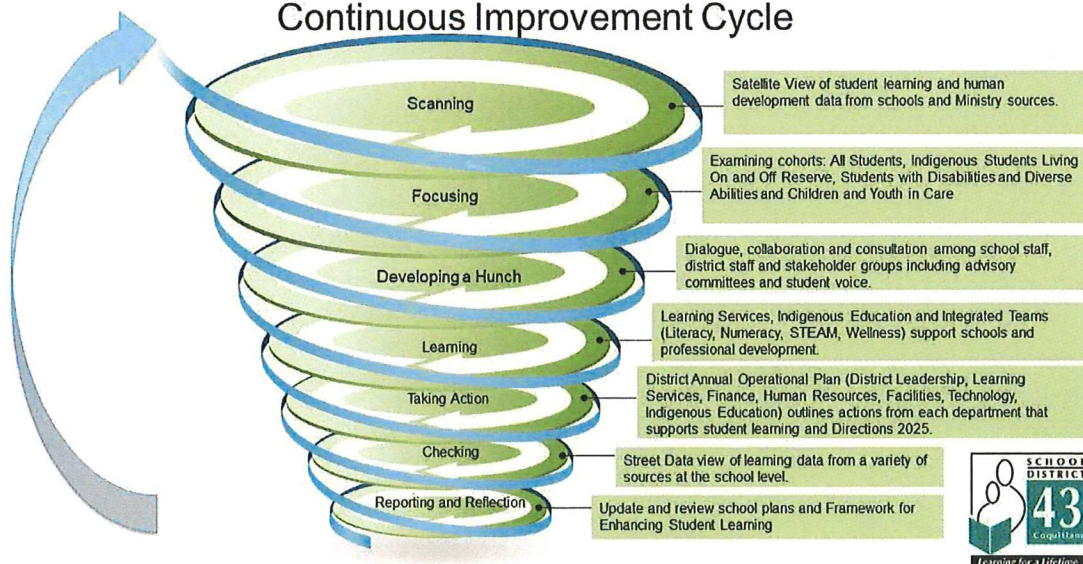 Continuous Improvement Cycle
Scanning
Satellite View of student learning and human
development data from schools and Ministry sources.
Focusing
Examining cohorts: All Students, Indigenous Students Living
On and Off Reserve, Students with Disabilities and Diverse
Abilities and Children and Youth in Care
Developing a Hunch
Dialogue, collaboration and consultation among school staff,
district staff and stakeholder groups including advisory
committees and student voice.
Learning
Learning Services, Indigenous Education and Integrated Teams
(Literacy, Numeracy, STEAM, Wellness) support schools and
professional development.
Taking Action
District Annual Operational Plan (District Leadership, Learning
Services, Finance, Human Resources, Facilities, Technology,
Indigenous Education) outlines actions from each department that
supports student learning and Directions 2025.
Checking
Street Data view of learning data from a variety of
sources at the school level.
Reporting and Reflection
Update and review school plans and Framework for
Enhancing Student Learning
SCHOOL
DISTRICT
43
Coquitlam
Learning for a Lifetime